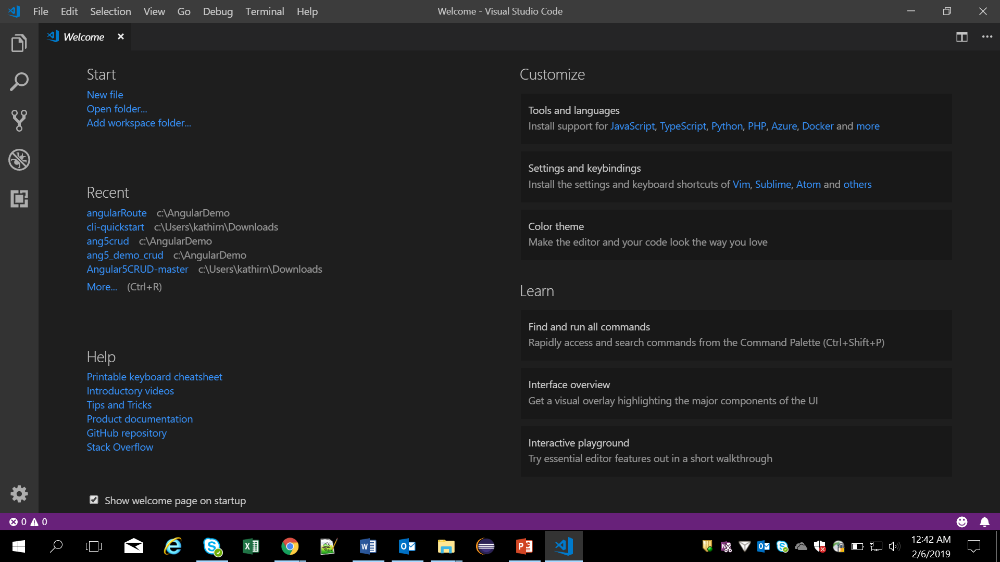 File Edit Selection View Go Debug Terminal Help
Welcome - Visual Studio Code
Welcome
Start
New file
Open folder...
Add workspace folder...
Recent
angularRoute c:\AngularDemo
cli-quickstart c:\Users\kathirn\Downloads
ang5crud c:\AngularDemo
ang5_demo_crud c:\AngularDemo
Angular5CRUD-master c:\Users\kathirn\Downloads
More... (Ctrl+R)
Help
Printable keyboard cheatsheet
Introductory videos
Tips and Tricks
Product documentation
GitHub repository
Stack Overflow
Show welcome page on startup
Customize
Tools and languages
Install support for JavaScript, TypeScript, Python, PHP, Azure, Docker and more
Settings and keybindings
Install the settings and keyboard shortcuts of Vim, Sublime, Atom and others
Color theme
Make the editor and your code look the way you love
Learn
Find and run all commands
Rapidly access and search commands from the Command Palette (Ctrl+Shift+P)
Interface overview
Get a visual overlay highlighting the major components of the UI
Interactive playground
Try essential editor features out in a short walkthrough
0 0
12:42 AM
2/6/2019